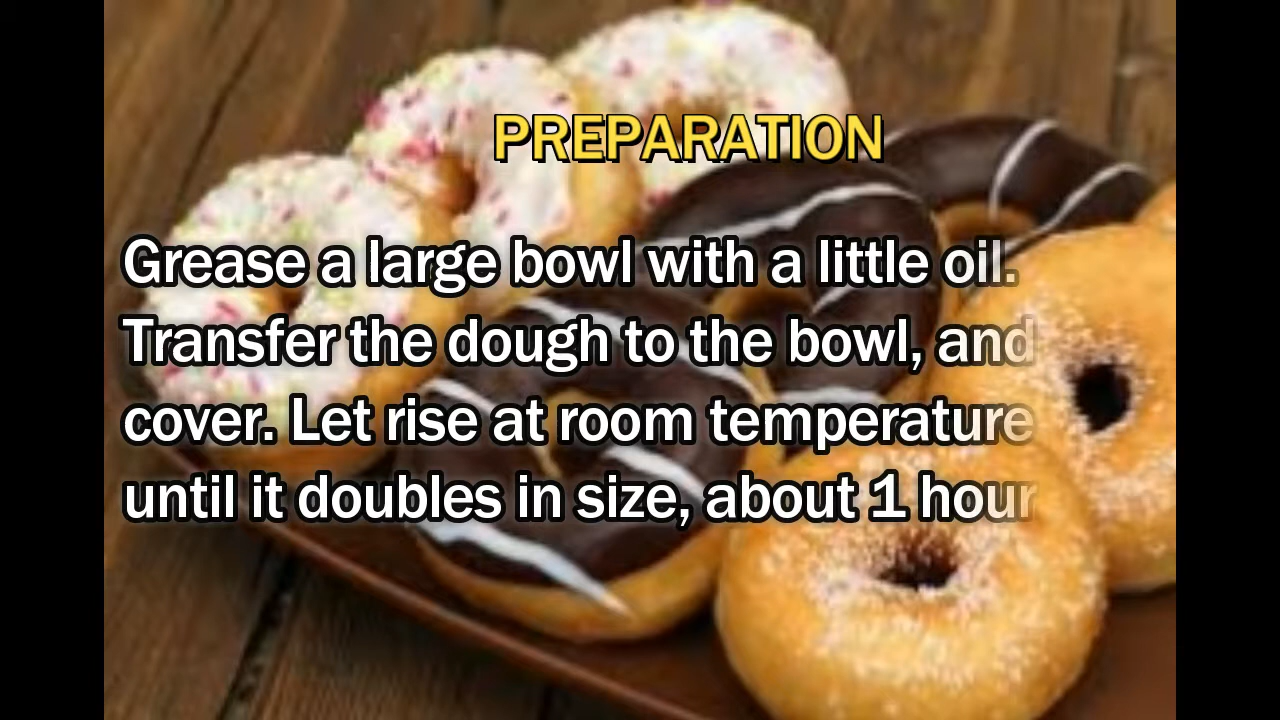 PREPARATION
Grease a large bowl with a little oil.
Transfer the dough to the bowl, and
cover. Let rise at room temperature
until it doubles in size, about 1 hour